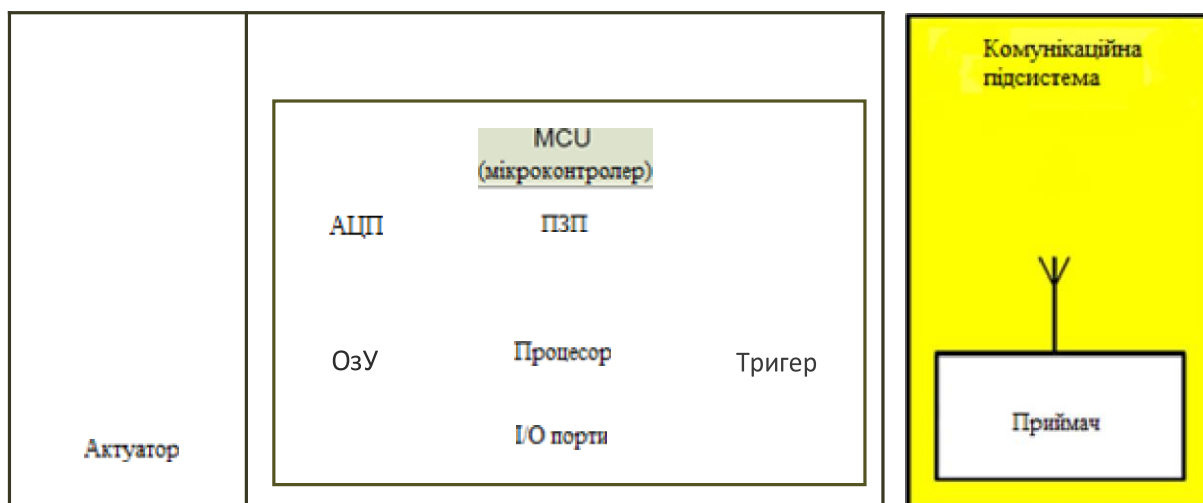 Комунікаційна
підсистема
MCU
(мікроконтролер)
АЦП
ПЗП
ОзУ
Процесор
Тригер
І/О порти
Актуатор
Приймач